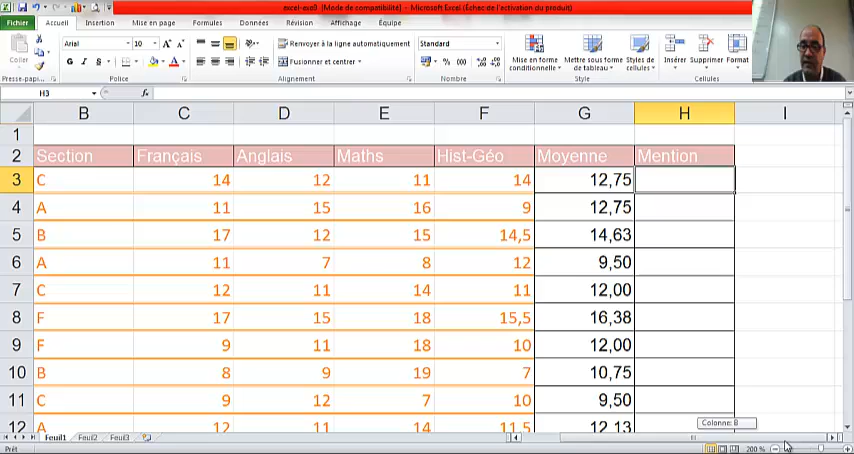 excel-exa9 [Mode de compatibilité] - Microsoft Excel (Échec de l'activation du produit)
Fichier Accueil Insertion Mise en page Formules Données Révision Affichage Équipe
Coller Arial 10 A A Renvoyer à la ligne automatiquement Standard
G I S A Fusionner et centrer % 000
Mise en forme conditionnelle Mettre sous forme de tableau Styles de cellules Insérer Supprimer Format
Presse-pap... Police Alignement Nombre Style Cellules
H3 fx
B C D E F G H I
1
2 Section Français Anglais Maths Hist-Géo Moyenne Mention
3 C 14 12 11 14 12,75
4 A 11 15 16 9 12,75
5 B 17 12 15 14,5 14,63
6 A 11 7 8 12 9,50
7 C 12 11 14 11 12,00
8 F 17 15 18 15,5 16,38
9 F 9 11 18 10 12,00
10 B 8 9 19 7 10,75
11 C 9 12 7 10 9,50
12 A 12 11 14 11,5 12,13
Colonne: B
Feuil1 Feuil2 Feuil3
Prêt 200 %